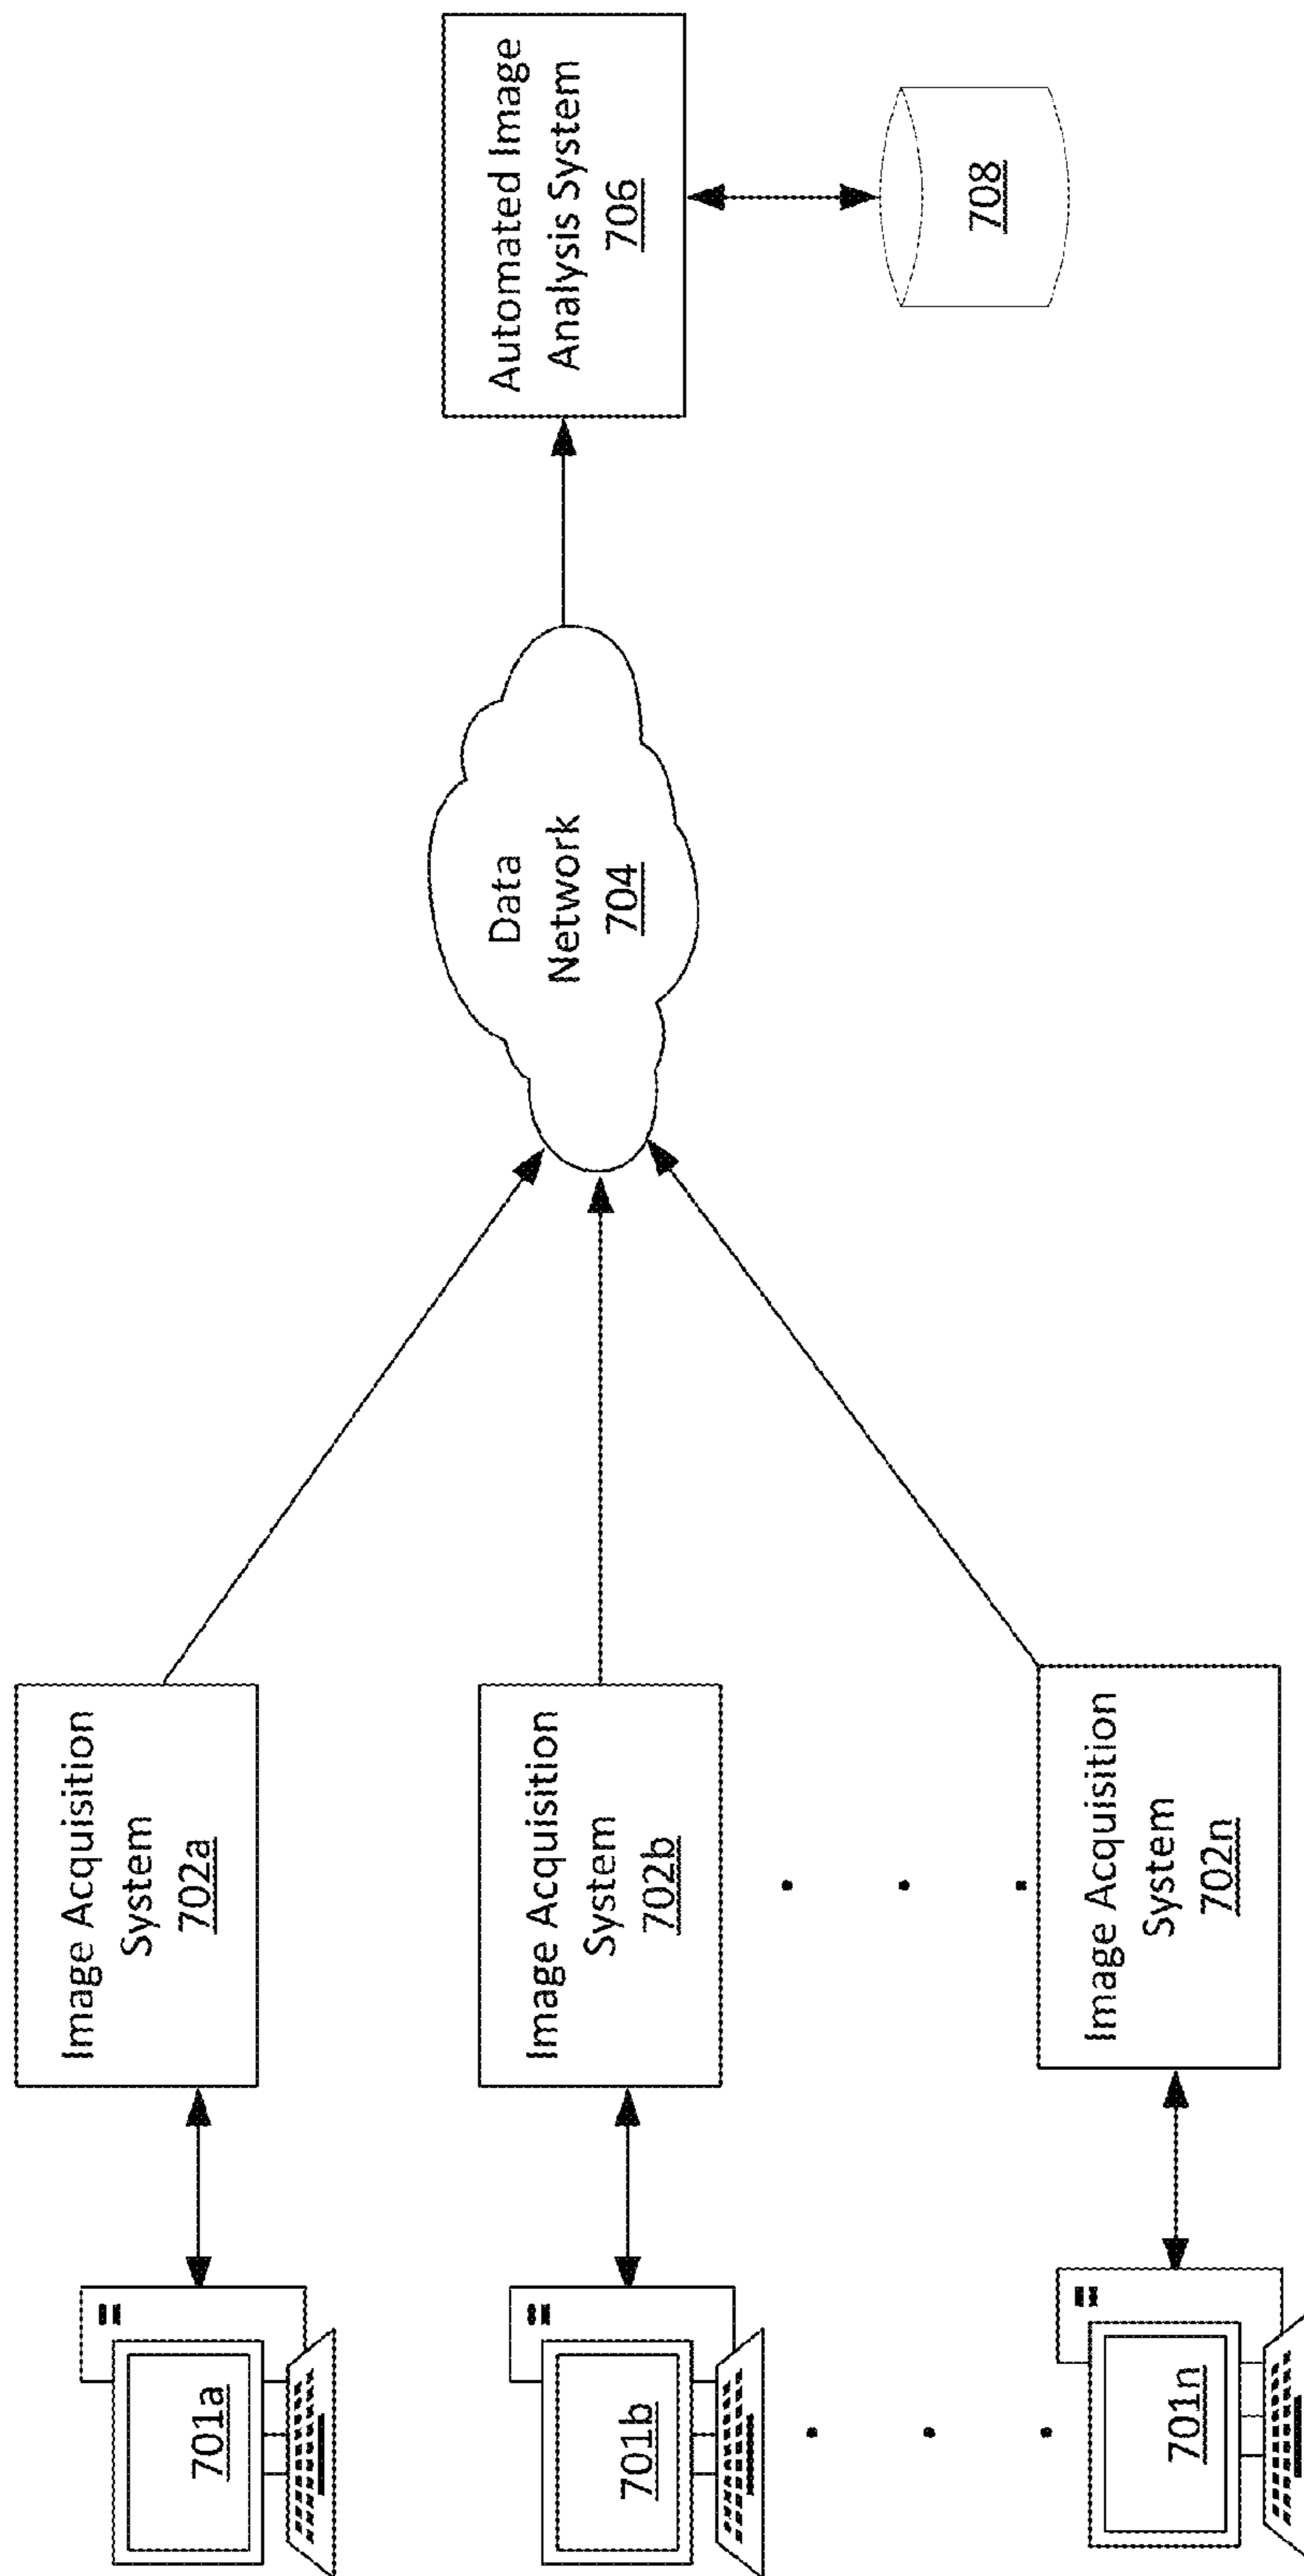 701a
Image Acquisition
System
702a
701b
Image Acquisition
System
702b
701n
Image Acquisition
System
702n
Data
Network
704
Automated Image
Analysis System
706
708